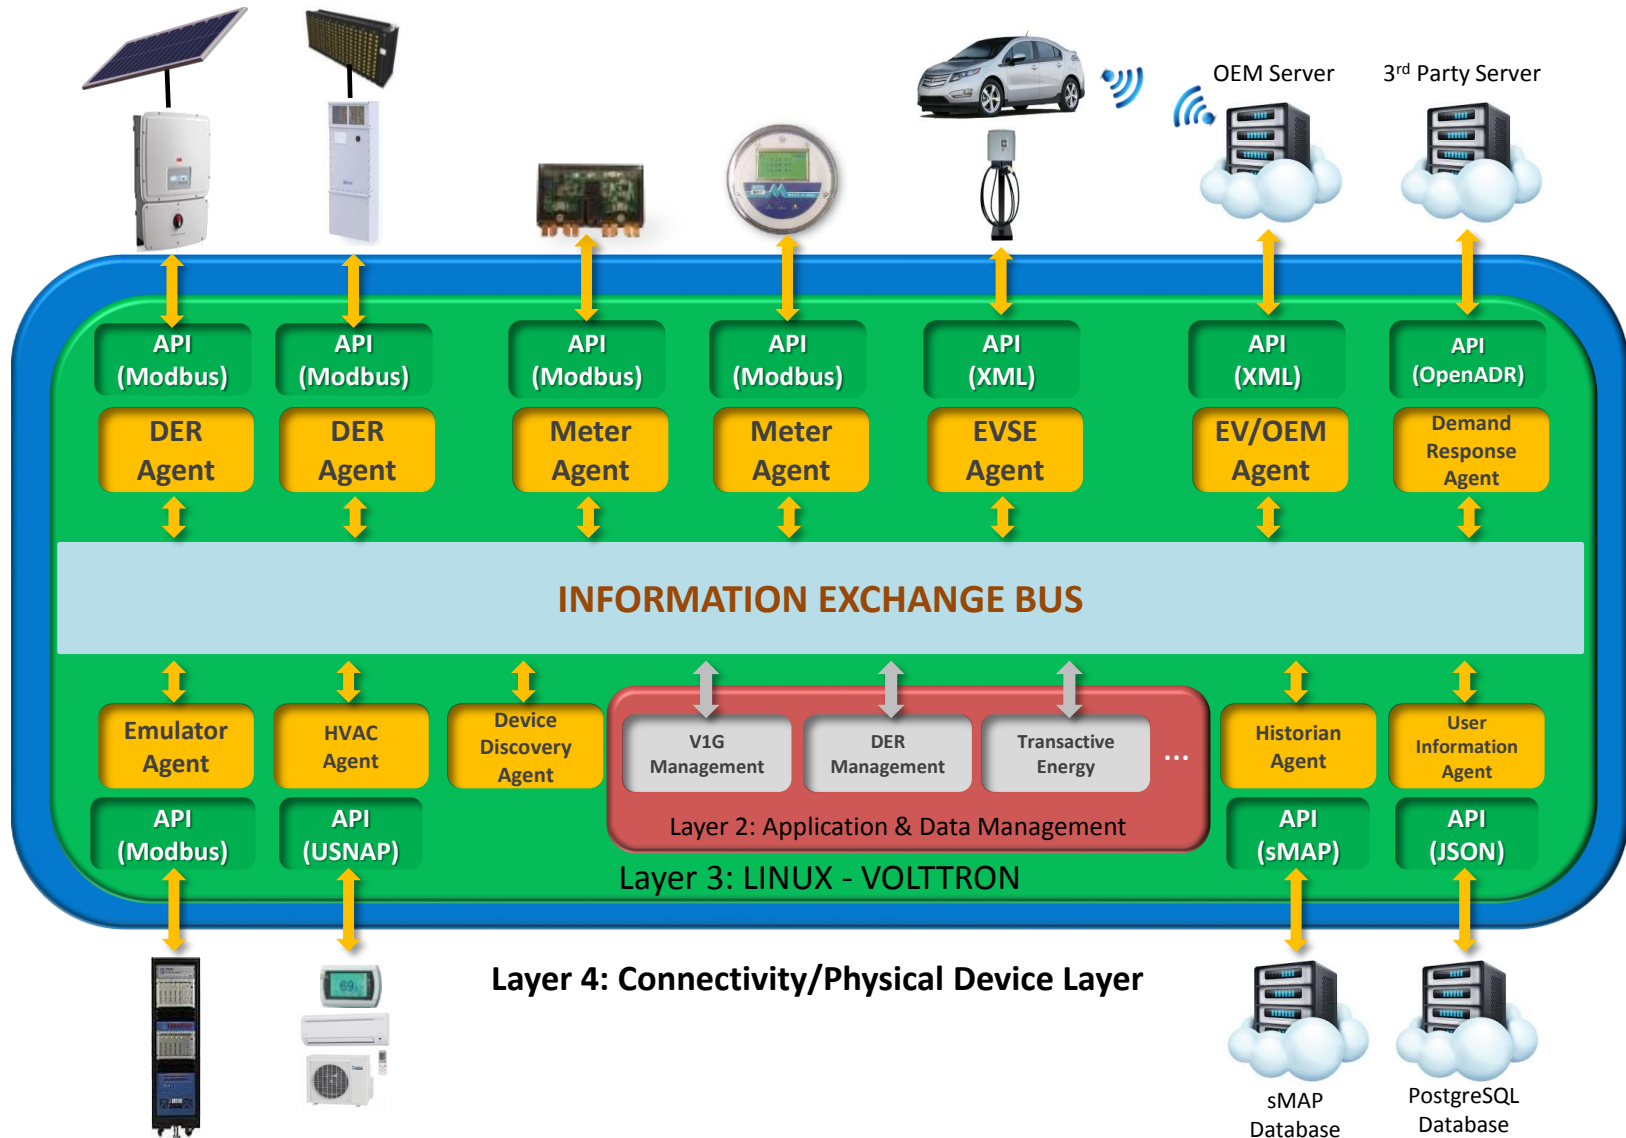 OEM Server
3rd Party Server
API
(Modbus)
API
(Modbus)
API
(Modbus)
API
(Modbus)
API
(XML)
API
(XML)
API
(OpenADR)
DER
Agent
DER
Agent
Meter
Agent
Meter
Agent
EVSE
Agent
EV/OEM
Agent
Demand
Response
Agent
INFORMATION EXCHANGE BUS
Emulator
Agent
HVAC
Agent
Device
Discovery
Agent
V1G
Management
DER
Management
Transactive
Energy
...
Historian
Agent
User
Information
Agent
Layer 2: Application & Data Management
API
(Modbus)
API
(USNAP)
API
(sMAP)
API
(JSON)
Layer 3: LINUX - VOLTTRON
Layer 4: Connectivity/Physical Device Layer
69
sMAP
Database
PostgreSQL
Database